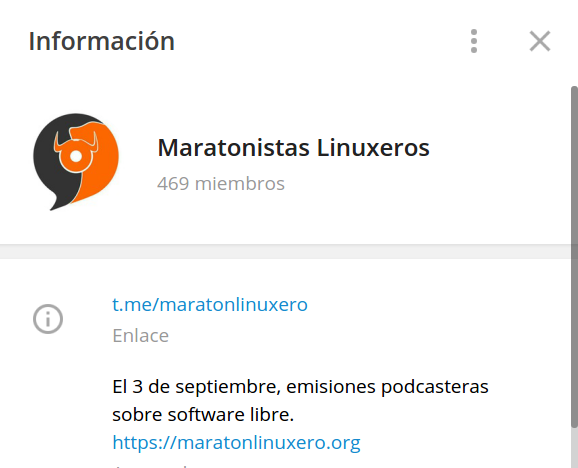 Información
Maratonistas Linuxeros
469 miembros
t.me/maratonlinuxero
Enlace
El 3 de septiembre, emisiones podcasteras
sobre software libre.
https://maratonlinuxero.org